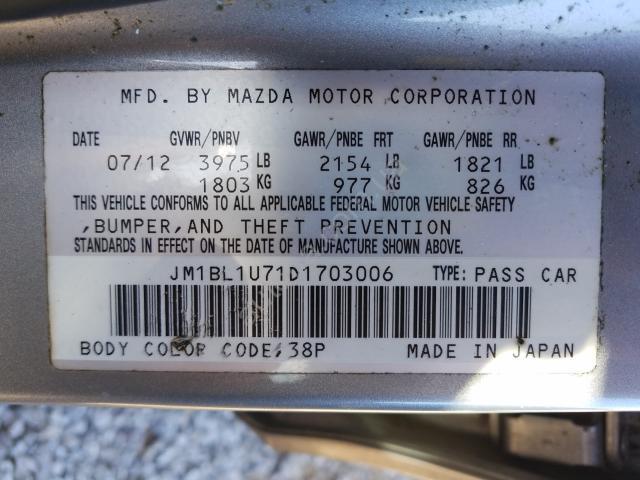 MFD. BY MAZDA MOTOR CORPORATION
DATE GVWR/PNBV GAWR/PNBE FRT GAWR/PNBE RR
07/12 3975 LB 2154 LB 1821 LB
1803 KG 977 KG 826 KG
THIS VEHICLE CONFORMS TO ALL APPLICABLE FEDERAL MOTOR VEHICLE SAFETY
,BUMPER,AND THEFT PREVENTION
STANDARDS IN EFFECT ON THE DATE OF MANUFACTURE SHOWN ABOVE.
JM1BL1U71D1703006 TYPE: PASS CAR
BODY COLOR CODE: 38P MADE IN JAPAN